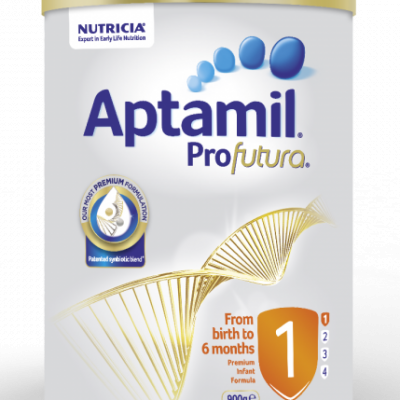 NUTRICIA
Expert in Early Life Nutrition
Aptamil®
Profutura®
OUR MOST PREMIUM FORMULATION
Patented synbiotic blend^
From
birth to
6 months
Premium
Infant
Formula
1
1
2
3
4
900g e